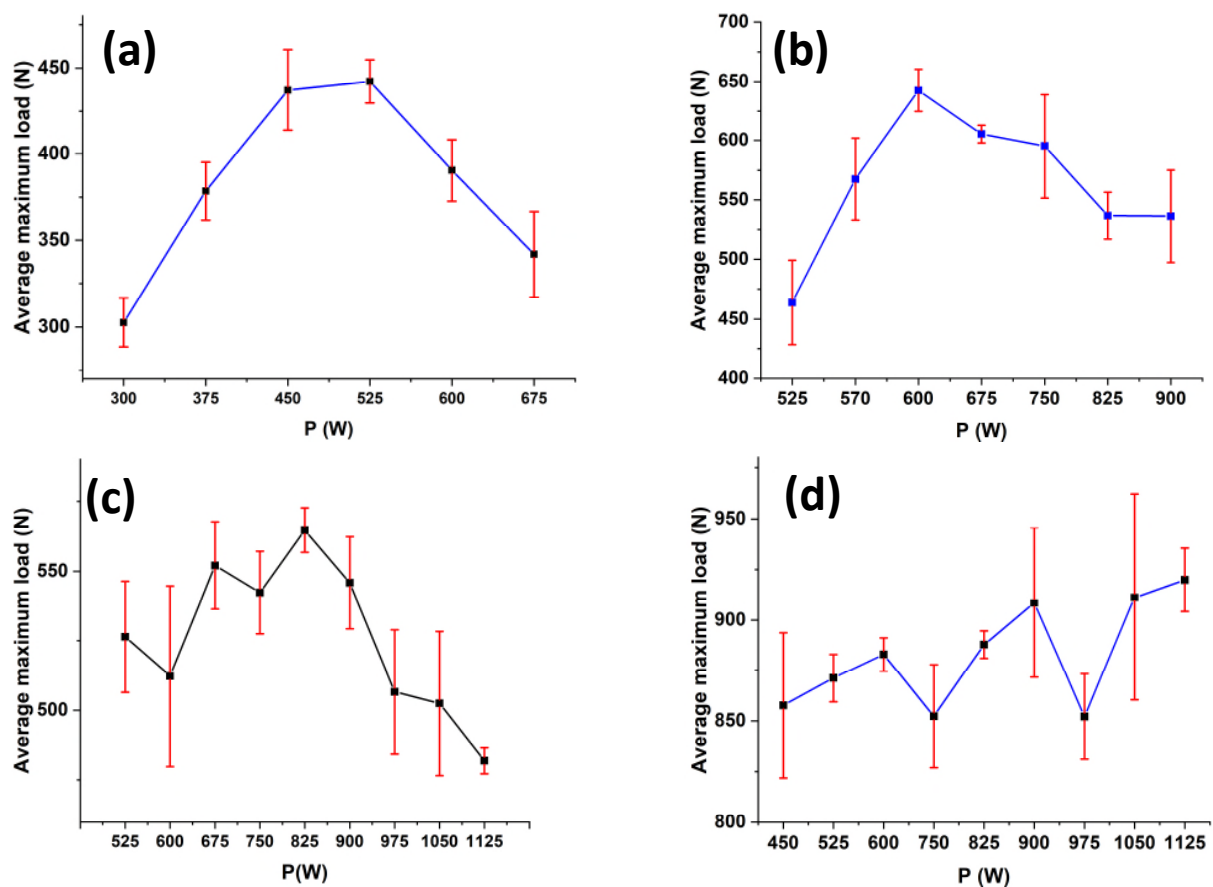 (a)
Average maximum load (N)
450
400
350
300
300 375 450 525 600 675
P (W)
(b)
Average maximum load (N)
700
650
600
550
500
450
400
525 570 600 675 750 825 900
P (W)
(c)
Average maximum load (N)
550
500
525 600 675 750 825 900 975 1050 1125
P(W)
(d)
Average maximum load (N)
950
900
850
800
450 525 600 750 825 900 975 1050 1125
P (W)